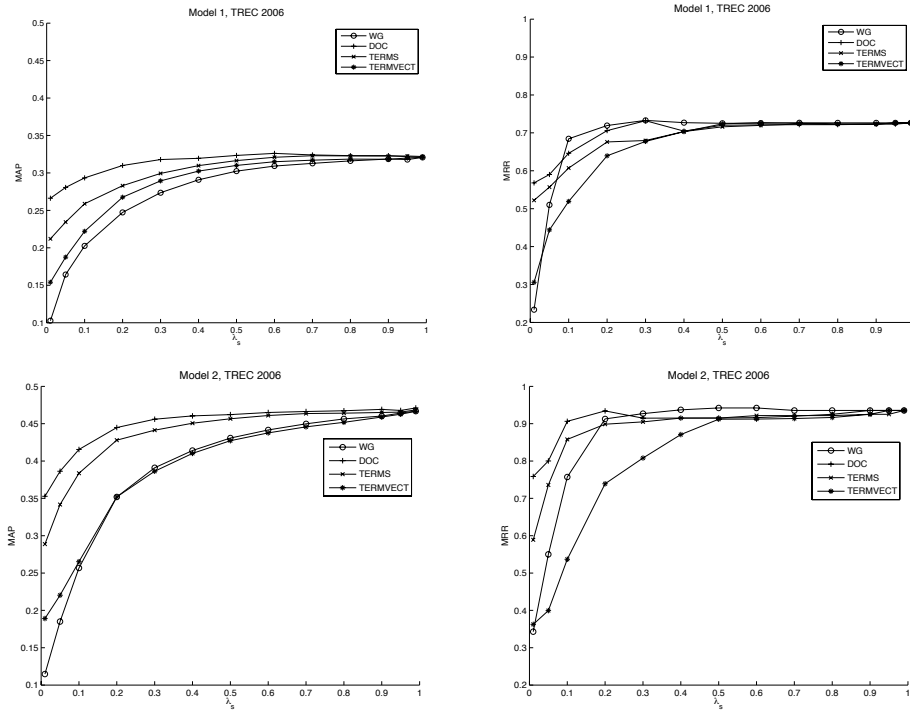 Model 1, TREC 2006
0.5
0.45
0.4
0.35
0.3
0.25
0.2
0.15
0.1
MAP
0 0.1 0.2 0.3 0.4 0.5 0.6 0.7 0.8 0.9 1
λs
WG
DOC
TERMS
TERMVECT
Model 1, TREC 2006
1
0.9
0.8
0.7
0.6
0.5
0.4
0.3
0.2
MRR
0 0.1 0.2 0.3 0.4 0.5 0.6 0.7 0.8 0.9
λs
WG
DOC
TERMS
TERMVECT
Model 2, TREC 2006
0.5
0.45
0.4
0.35
0.3
0.25
0.2
0.15
0.1
MAP
0 0.1 0.2 0.3 0.4 0.5 0.6 0.7 0.8 0.9 1
λs
WG
DOC
TERMS
TERMVECT
Model 2, TREC 2006
1
0.9
0.8
0.7
0.6
0.5
0.4
0.3
0.2
MRR
0 0.1 0.2 0.3 0.4 0.5 0.6 0.7 0.8 0.9 1
λs
WG
DOC
TERMS
TERMVECT